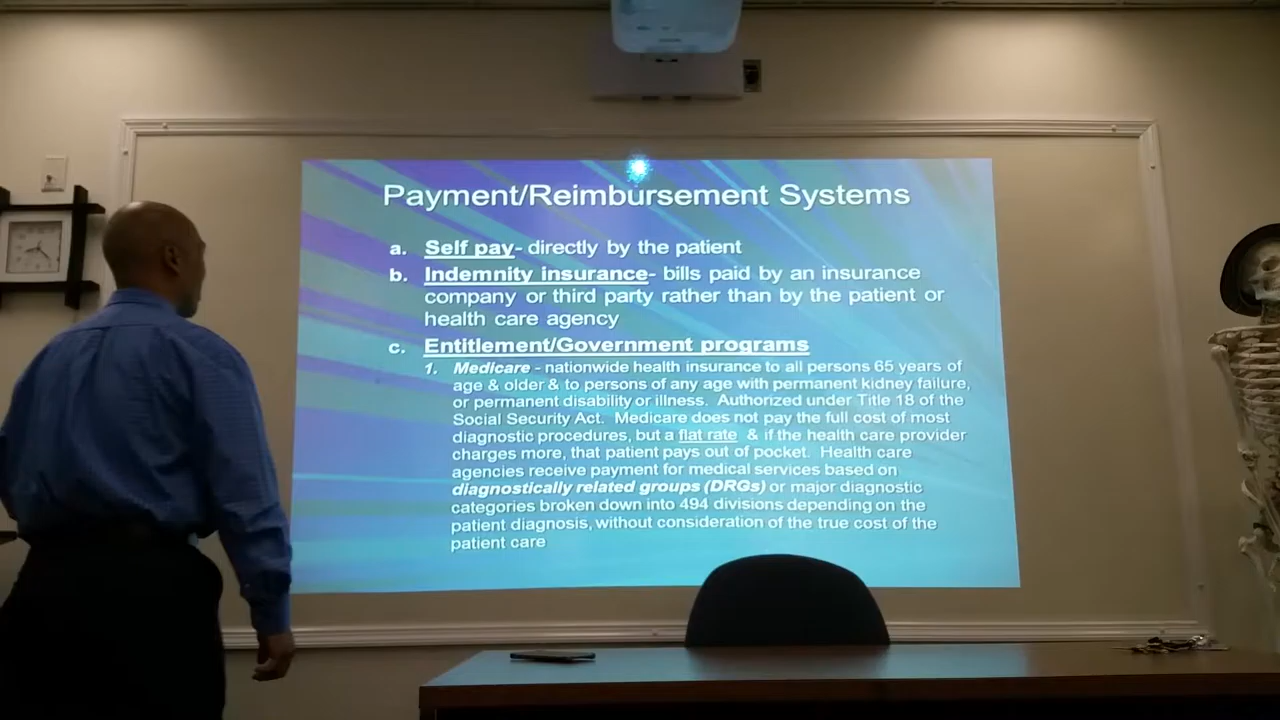 Payment/Reimbursement Systems
a. Self pay- directly by the patient
b. Indemnity insurance- bills paid by an insurance
company or third party rather than by the patient or
health care agency
c. Entitlement/Government programs
1. Medicare - nationwide health insurance to all persons 65 years of
age & older & to persons of any age with permanent kidney failure,
or permanent disability or illness. Authorized under Title 18 of the
Social Security Act. Medicare does not pay the full cost of most
diagnostic procedures, but a flat rate & if the health care provider
charges more, that patient pays out of pocket. Health care
agencies receive payment for medical services based on
diagnostically related groups (DRGs) or major diagnostic
categories broken down into 494 divisions depending on the
patient diagnosis, without consideration of the true cost of the
patient care